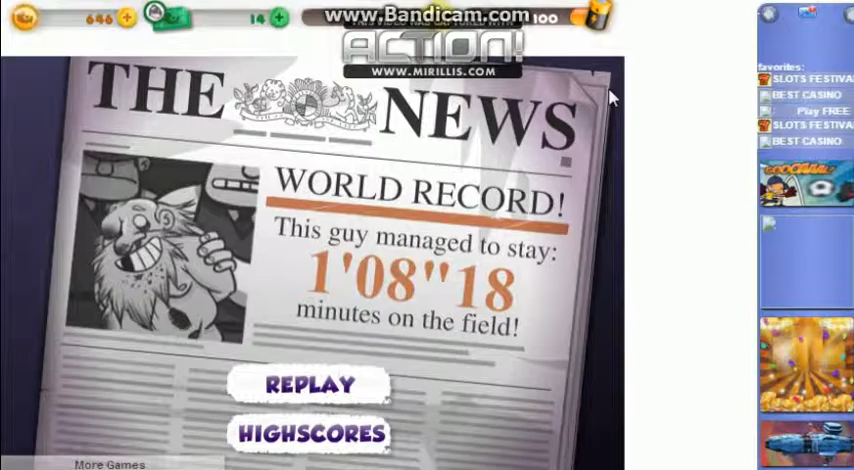 646
14
www.Bandicam.com
100
ACTION!
WWW.MIRILLIS.COM
THE NEWS
WORLD RECORD!
This guy managed to stay:
1'08"18
minutes on the field!
REPLAY
HIGHSCORES
More Games
favorites:
SLOTS FESTIVA
BEST CASINO
Play FREE
SLOTS FESTIVA
BEST CASINO